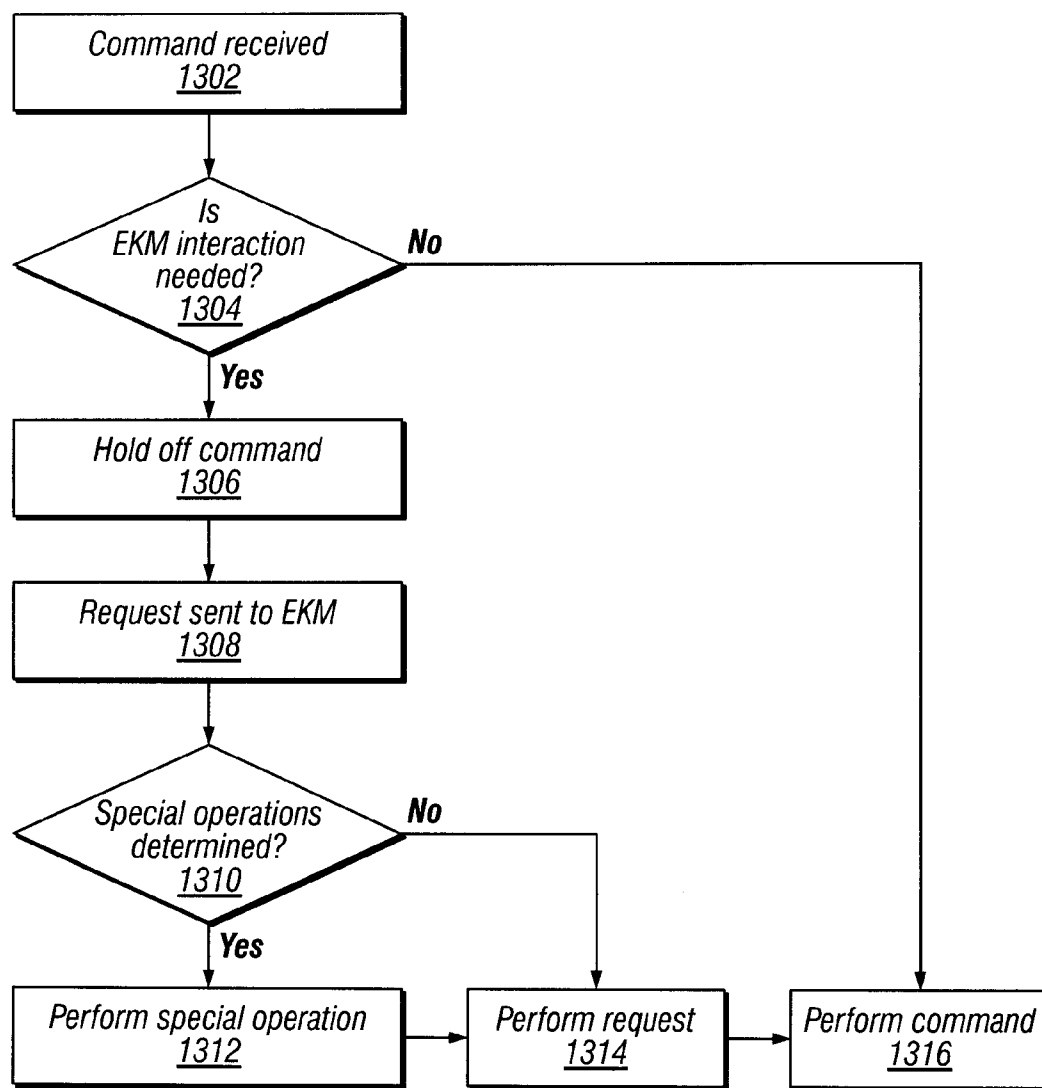 Command received
1302
Is
EKM interaction
needed?
1304
No
Yes
Hold off command
1306
Request sent to EKM
1308
Special operations
determined?
1310
No
Yes
Perform special operation
1312
Perform request
1314
Perform command
1316